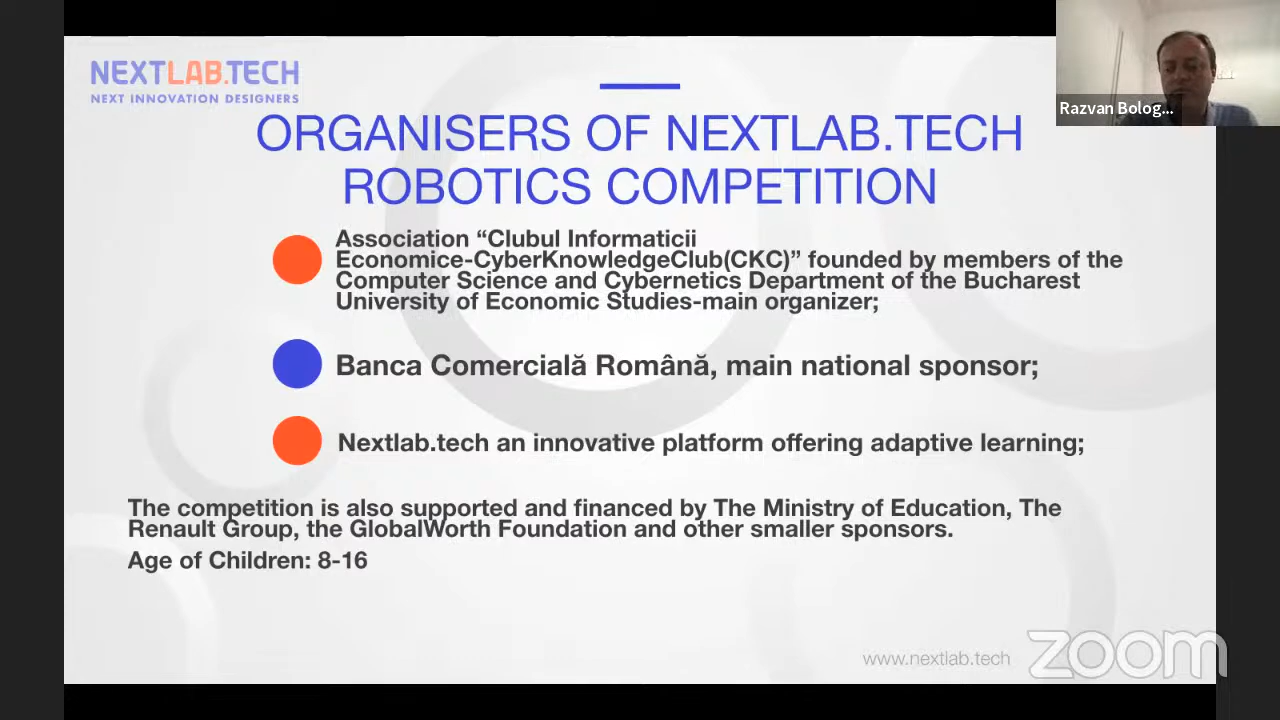 NEXTLAB.TECH
NEXT INNOVATION DESIGNERS
Razvan Bolog...
ORGANISERS OF NEXTLAB.TECH
ROBOTICS COMPETITION
Association “Clubul Informaticii
Economice-CyberKnowledgeClub(CKC)” founded by members of the
Computer Science and Cybernetics Department of the Bucharest
University of Economic Studies-main organizer;
Banca Comercială Română, main national sponsor;
Nextlab.tech an innovative platform offering adaptive learning;
The competition is also supported and financed by The Ministry of Education, The
Renault Group, the GlobalWorth Foundation and other smaller sponsors.
Age of Children: 8-16
www.nextlab.tech
zoom